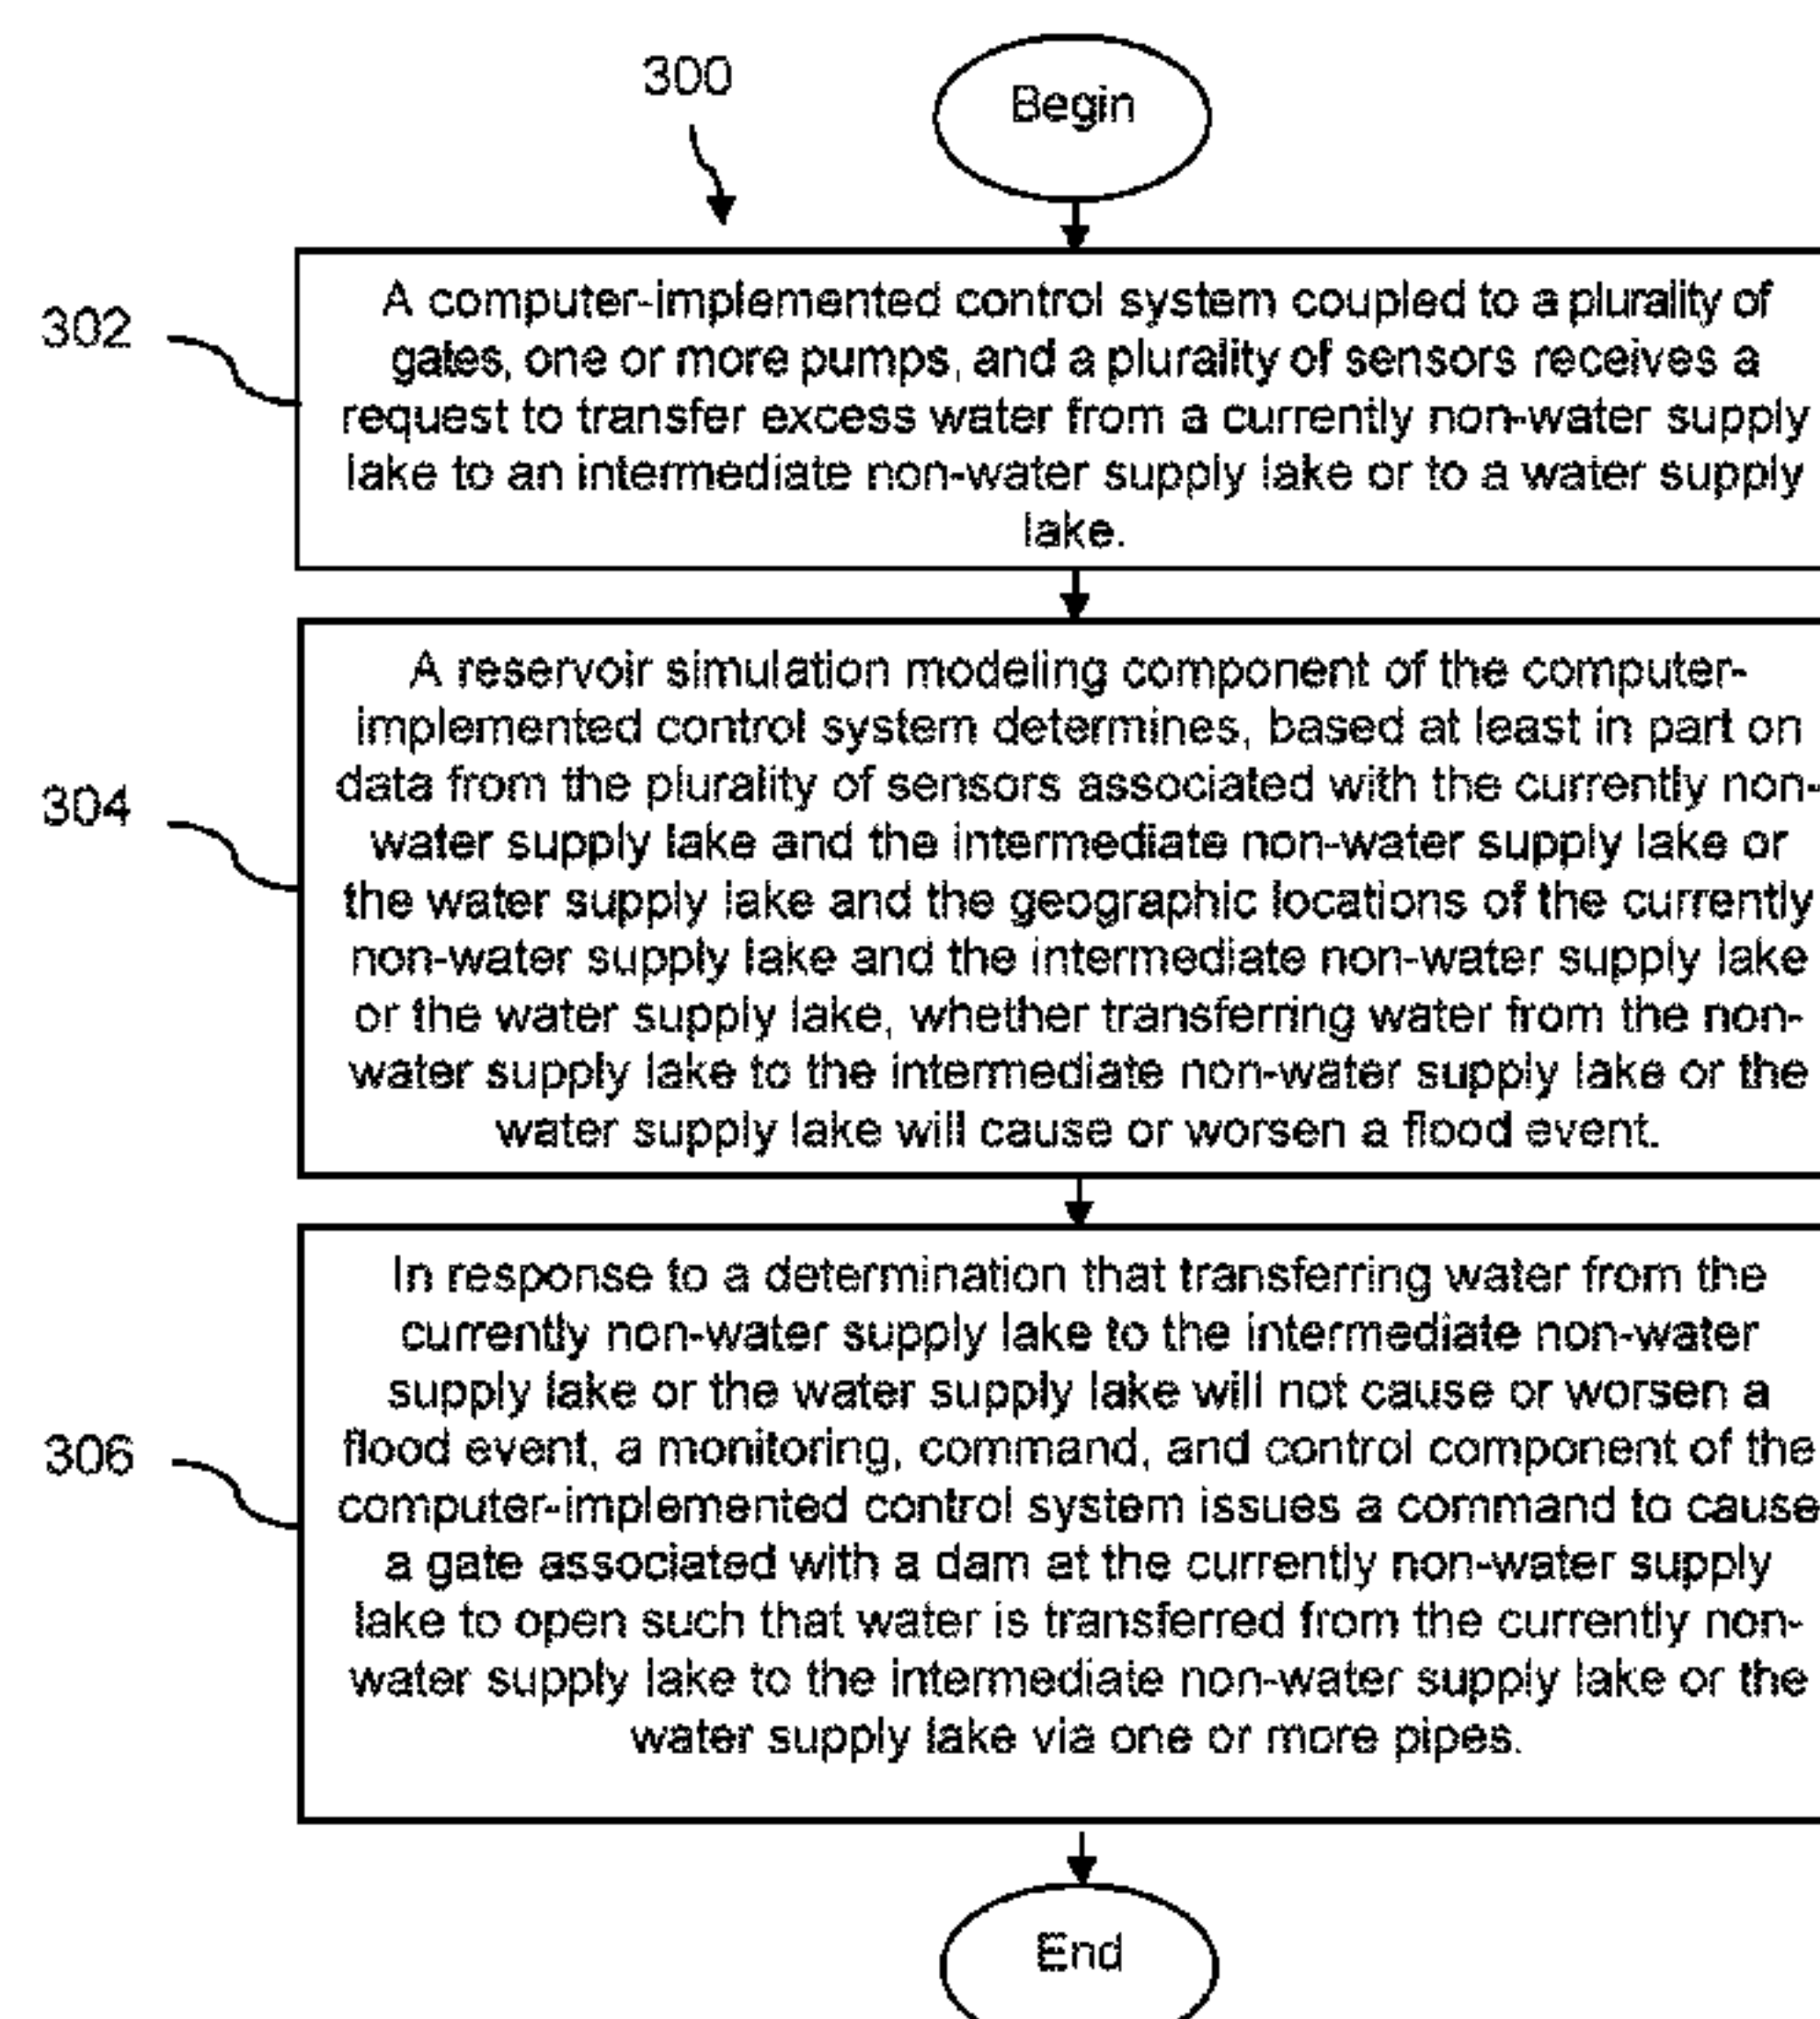 300
Begin
302
A computer-implemented control system coupled to a plurality of
gates, one or more pumps, and a plurality of sensors receives a
request to transfer excess water from a currently non-water supply
lake to an intermediate non-water supply lake or to a water supply
lake.
304
A reservoir simulation modeling component of the computer-
implemented control system determines, based at least in part on
data from the plurality of sensors associated with the currently non-
water supply lake and the intermediate non-water supply lake or
the water supply lake and the geographic locations of the currently
non-water supply lake and the intermediate non-water supply lake
or the water supply lake, whether transferring water from the non-
water supply lake to the intermediate non-water supply lake or the
water supply lake will cause or worsen a flood event.
306
In response to a determination that transferring water from the
currently non-water supply lake to the intermediate non-water
supply lake or the water supply lake will not cause or worsen a
flood event, a monitoring, command, and control component of the
computer-implemented control system issues a command to cause
a gate associated with a dam at the currently non-water supply
lake to open such that water is transferred from the currently non-
water supply lake to the intermediate non-water supply lake or the
water supply lake via one or more pipes.
End